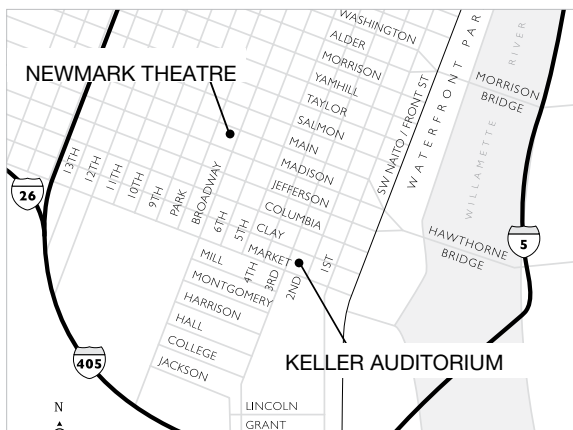 WASHINGTON
ALDER
MORRISON
YAMHILL
TAYLOR
SALMON
MAIN
MADISON
JEFFERSON
COLUMBIA
CLAY
MARKET
MILL
MONTGOMERY
HARRISON
HALL
COLLEGE
JACKSON
LINCOLN
GRANT
NEWMARK THEATRE
KELLER AUDITORIUM
13TH
12TH
11TH
10TH
9TH
PARK
BROADWAY
6TH
5TH
4TH
3RD
2ND
1ST
SW NAITO / FRONT ST
WATERFRONT PAR
WILLAMETTE RIVER
MORRISON
BRIDGE
HAWTHORNE
BRIDGE
26
405
5
N